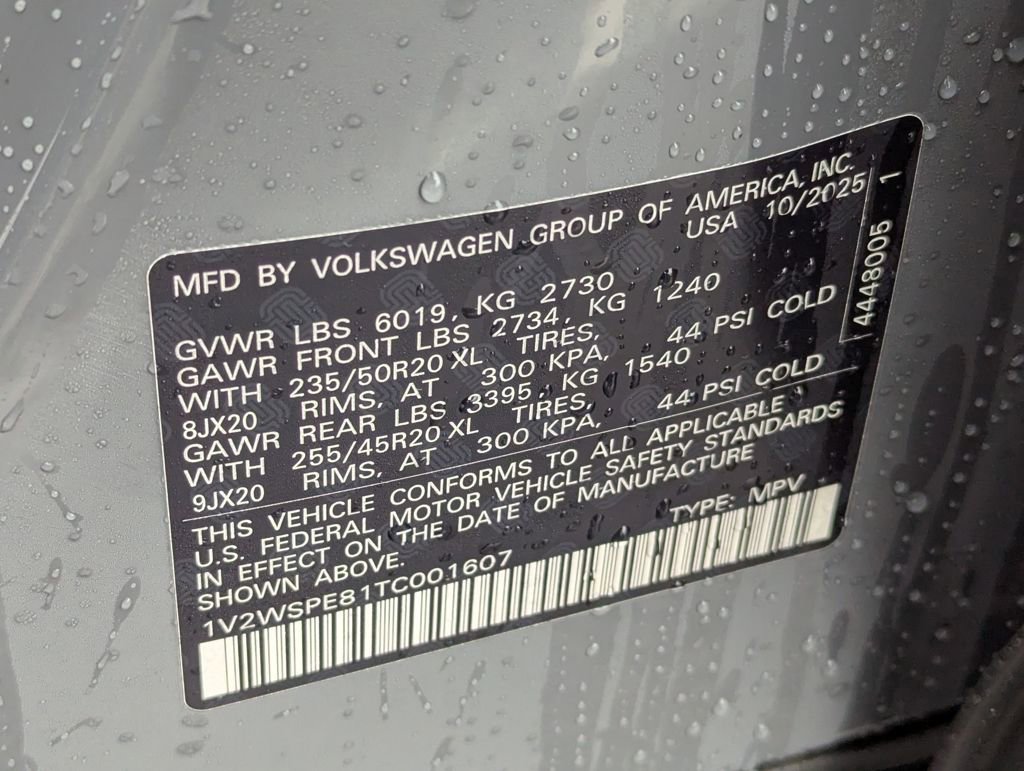 MFD BY VOLKSWAGEN GROUP OF AMERICA, INC.
USA 10/2025
GVWR LBS 6019, KG 2730
GAWR FRONT LBS 2734, KG 1240
WITH 235/50R20 XL TIRES,
8JX20 RIMS, AT 300 KPA, 44 PSI COLD
GAWR REAR LBS 3395, KG 1540
WITH 255/45R20 XL TIRES,
9JX20 RIMS, AT 300 KPA, 44 PSI COLD
THIS VEHICLE CONFORMS TO ALL APPLICABLE
U.S. FEDERAL MOTOR VEHICLE SAFETY STANDARDS
IN EFFECT ON THE DATE OF MANUFACTURE
SHOWN ABOVE.
1V2WSPE81TC001607 TYPE: MPV
4448005 1